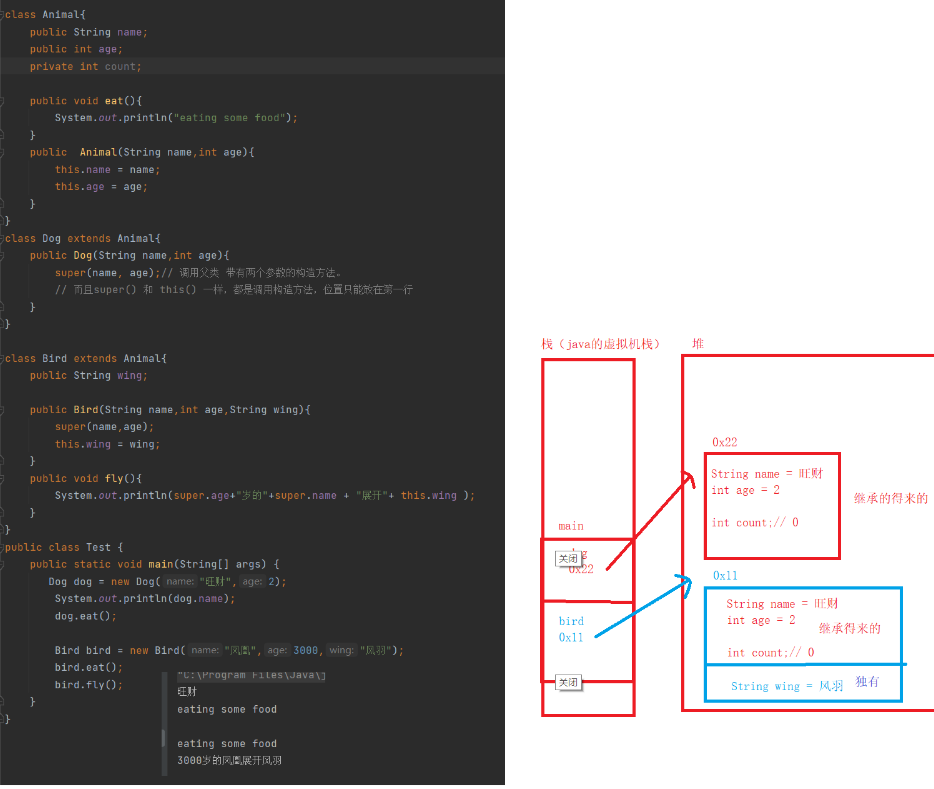 class Animal{
public String name;
public int age;
private int count;
public void eat(){
System.out.println("eating some food");
}
public  Animal(String name,int age){
this.name = name;
this.age = age;
}
}
class Dog extends Animal{
public Dog(String name,int age){
super(name, age);// 调用父类 带有两个参数的构造方法。
// 而且super() 和 this() 一样，都是调用构造方法，位置只能放在第一行
}
}
class Bird extends Animal{
public String wing;
public Bird(String name,int age,String wing){
super(name,age);
this.wing = wing;
}
public void fly(){
System.out.println(super.age+"岁的"+super.name + "展开"+ this.wing );
}
}
public class Test {
public static void main(String[] args) {
Dog dog = new Dog( name: "旺财", age: 2);
System.out.println(dog.name);
dog.eat();
Bird bird = new Bird( name: "凤凰", age: 3000, wing: "风羽");
bird.eat();
bird.fly();
}
}
"C:\Program Files\Java\j
旺财
eating some food
eating some food
3000岁的凤凰展开风羽
栈（java的虚拟机栈）
堆
main
关闭
0x22
bird
0x11
关闭
0x22
String name = 旺财
int age = 2
int count;// 0
继承的得来的
0x11
String name = 旺财
int age = 2
继承得来的
int count;// 0
String wing = 风羽
独有